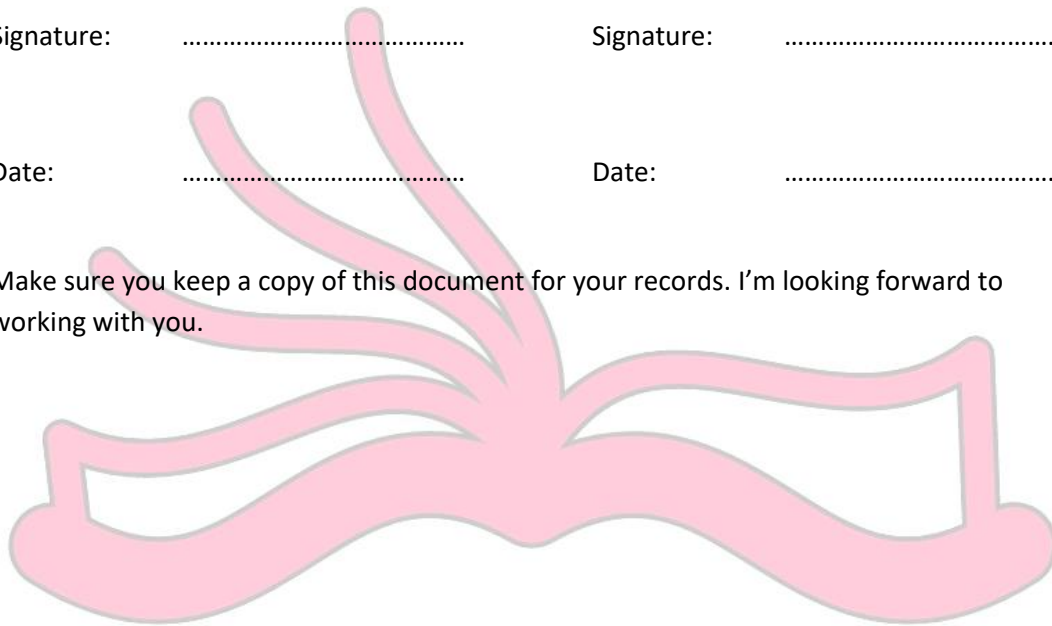 Signature: ………………………………… Signature: …………………………………
Date: ………………………………… Date: …………………………………
Make sure you keep a copy of this document for your records. I’m looking forward to
working with you.